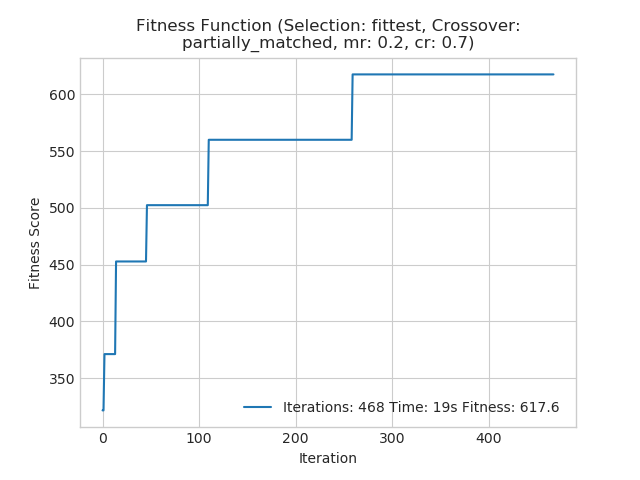 Fitness Function (Selection: fittest, Crossover:
partially_matched, mr: 0.2, cr: 0.7)
Fitness Score
600
550
500
450
400
350
Iterations: 468 Time: 19s Fitness: 617.6
0
100
200
300
400
Iteration